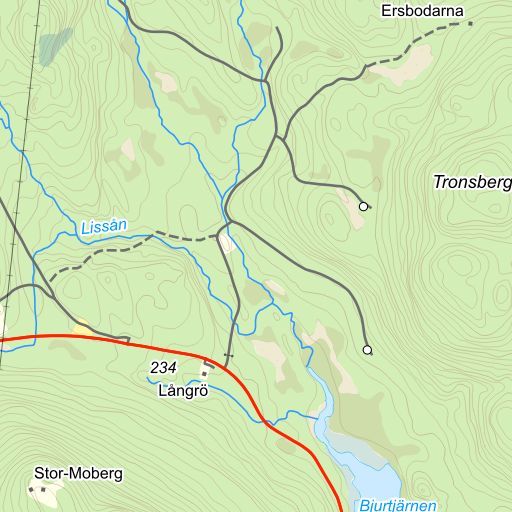 Ersbodarna
Tronsberg
Lissån
234
Långrö
Stor-Moberg
Bjurtjärnen